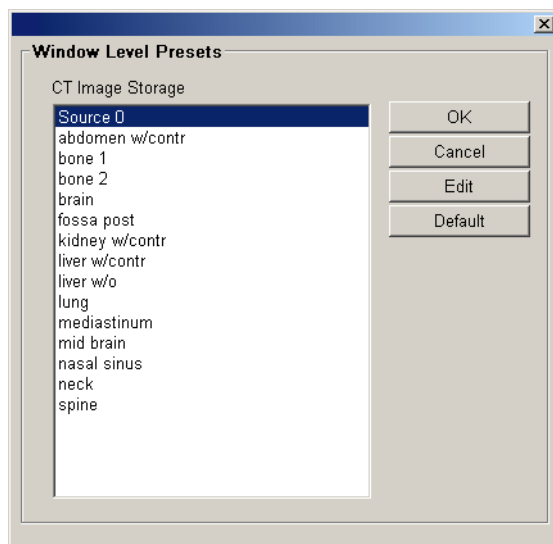 Window Level Presets
CT Image Storage
Source 0
abdomen w/contr
bone 1
bone 2
brain
fossa post
kidney w/contr
liver w/contr
liver w/o
lung
mediastinum
mid brain
nasal sinus
neck
spine
OK
Cancel
Edit
Default